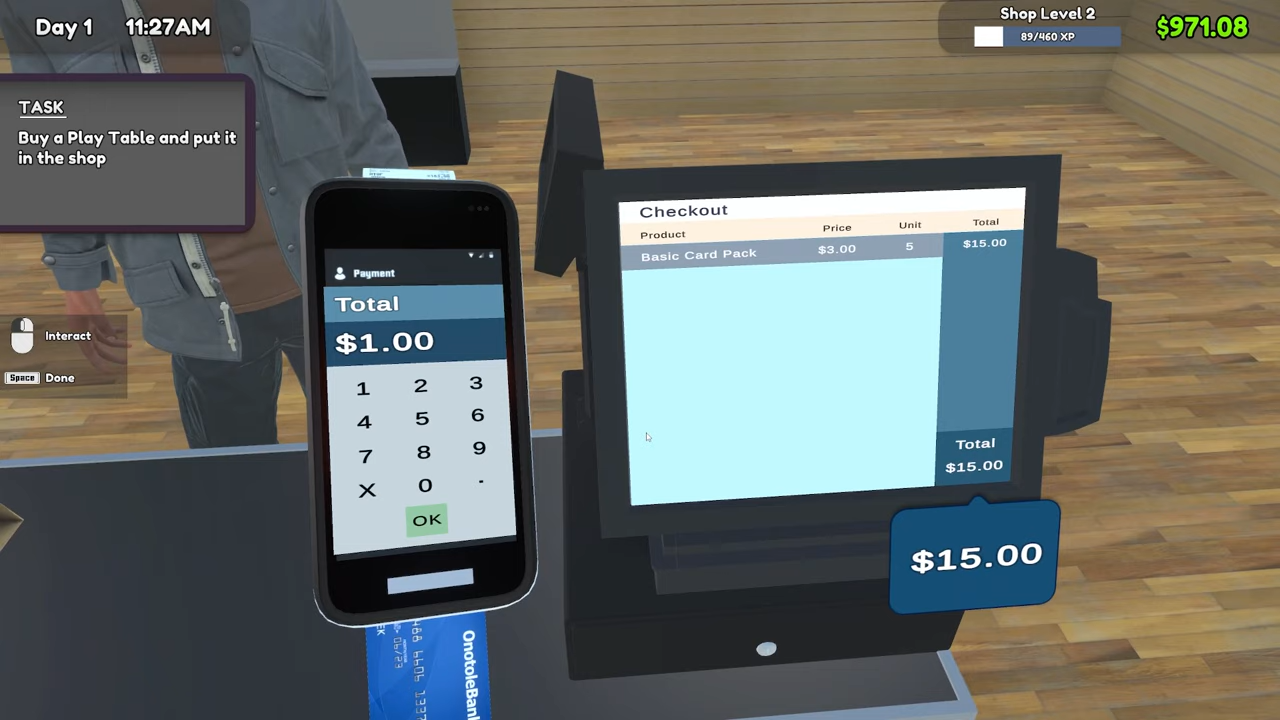 Day 1 11:27AM
Shop Level 2
89/460 XP
$971.08
TASK
Buy a Play Table and put it
in the shop
Interact
Space Done
Payment
Total
$1.00
1 2 3
4 5 6
7 8 9
X 0 .
OK
Checkout
Product Price Unit Total
Basic Card Pack $3.00 5 $15.00
Total
$15.00
$15.00
OnotoleBank